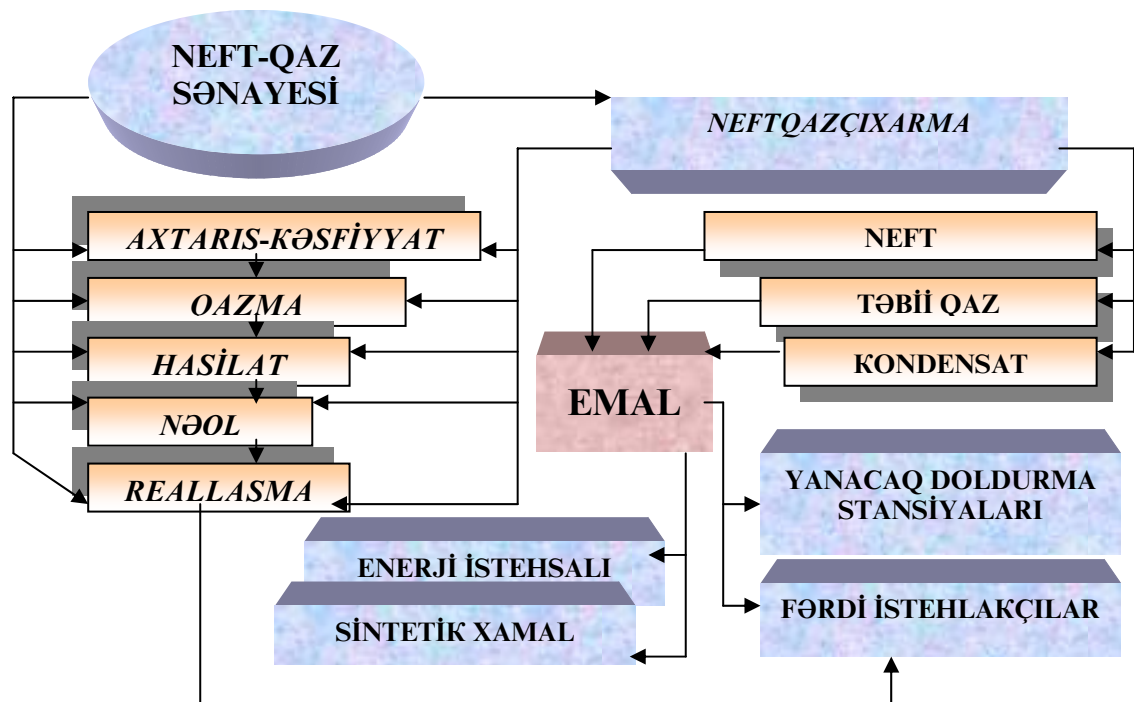 NEFT-QAZ
SƏNAYESİ
NEFTQAZÇIXARMA
AXTARIS-KƏSFİYYAT
OAZMA
HASİLAT
NƏOL
REALLASMA
NEFT
TƏBİİ QAZ
KONDENSAT
EMAL
YANACAQ DOLDURMA
STANSİYALARI
ENERJİ İSTEHSALI
SİNTETİK XAMAL
FƏRDİ İSTEHLAKÇILAR